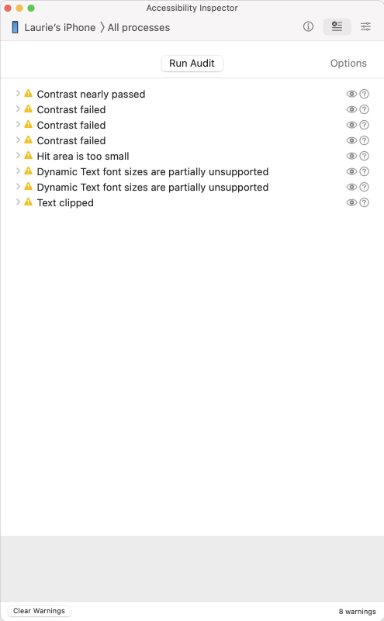 Accessibility Inspector
Laurie's iPhone 〉All processes
Run Audit Options
Contrast nearly passed
Contrast failed
Contrast failed
Contrast failed
Hit area is too small
Dynamic Text font sizes are partially unsupported
Dynamic Text font sizes are partially unsupported
Text clipped
Clear Warnings 8 warnings